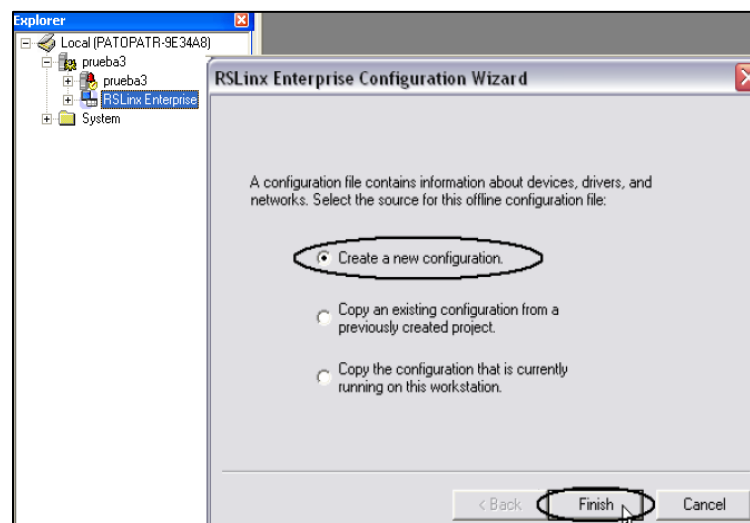 Explorer
Local (PATOPATR-9E34A8)
prueba3
prueba3
RSLinx Enterprise
System
RSLinx Enterprise Configuration Wizard
A configuration file contains information about devices, drivers, and
networks. Select the source for this offline configuration file:
Create a new configuration.
Copy an existing configuration from a
previously created project.
Copy the configuration that is currently
running on this workstation.
< Back
Finish
Cancel